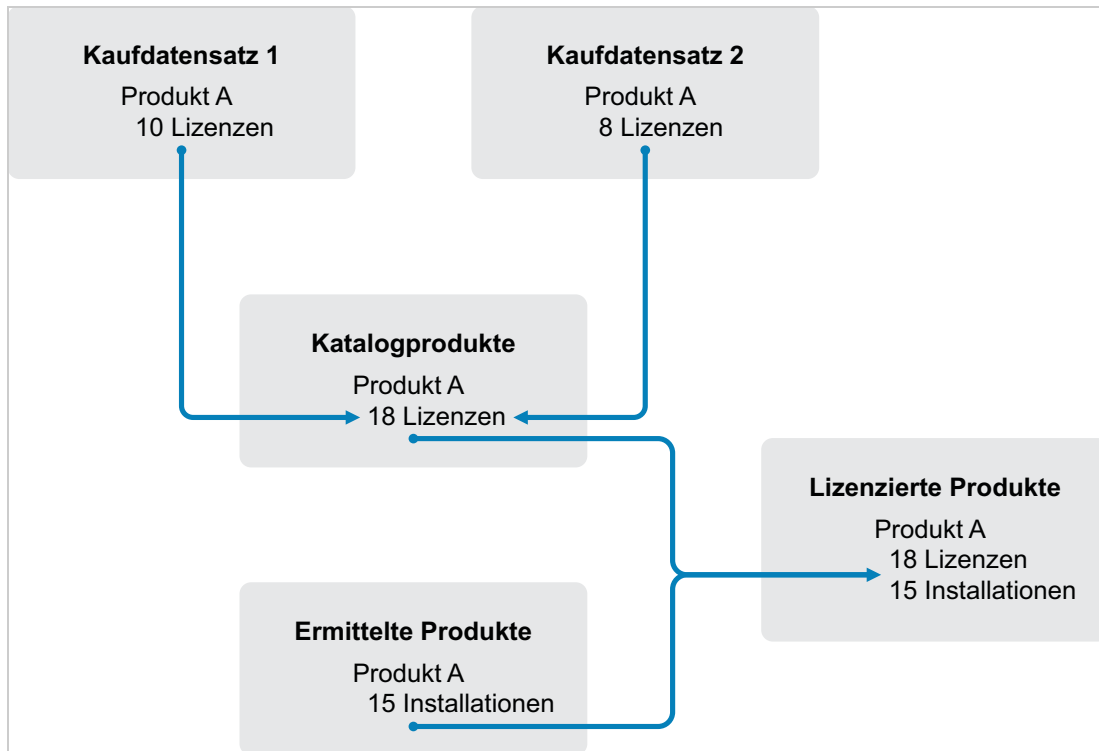 Kaufdatensatz 1
Produkt A
10 Lizenzen
Kaufdatensatz 2
Produkt A
8 Lizenzen
Katalogprodukte
Produkt A
18 Lizenzen
Lizenzierte Produkte
Produkt A
18 Lizenzen
15 Installationen
Ermittelte Produkte
Produkt A
15 Installationen